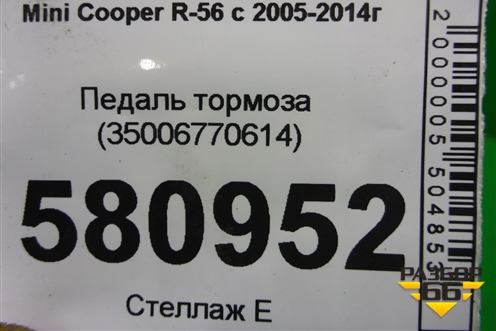 Mini Cooper R-56 с 2005-2014г
Педаль тормоза
(35006770614)
580952
Стеллаж Е
2000005504853
РАЗБОР
66